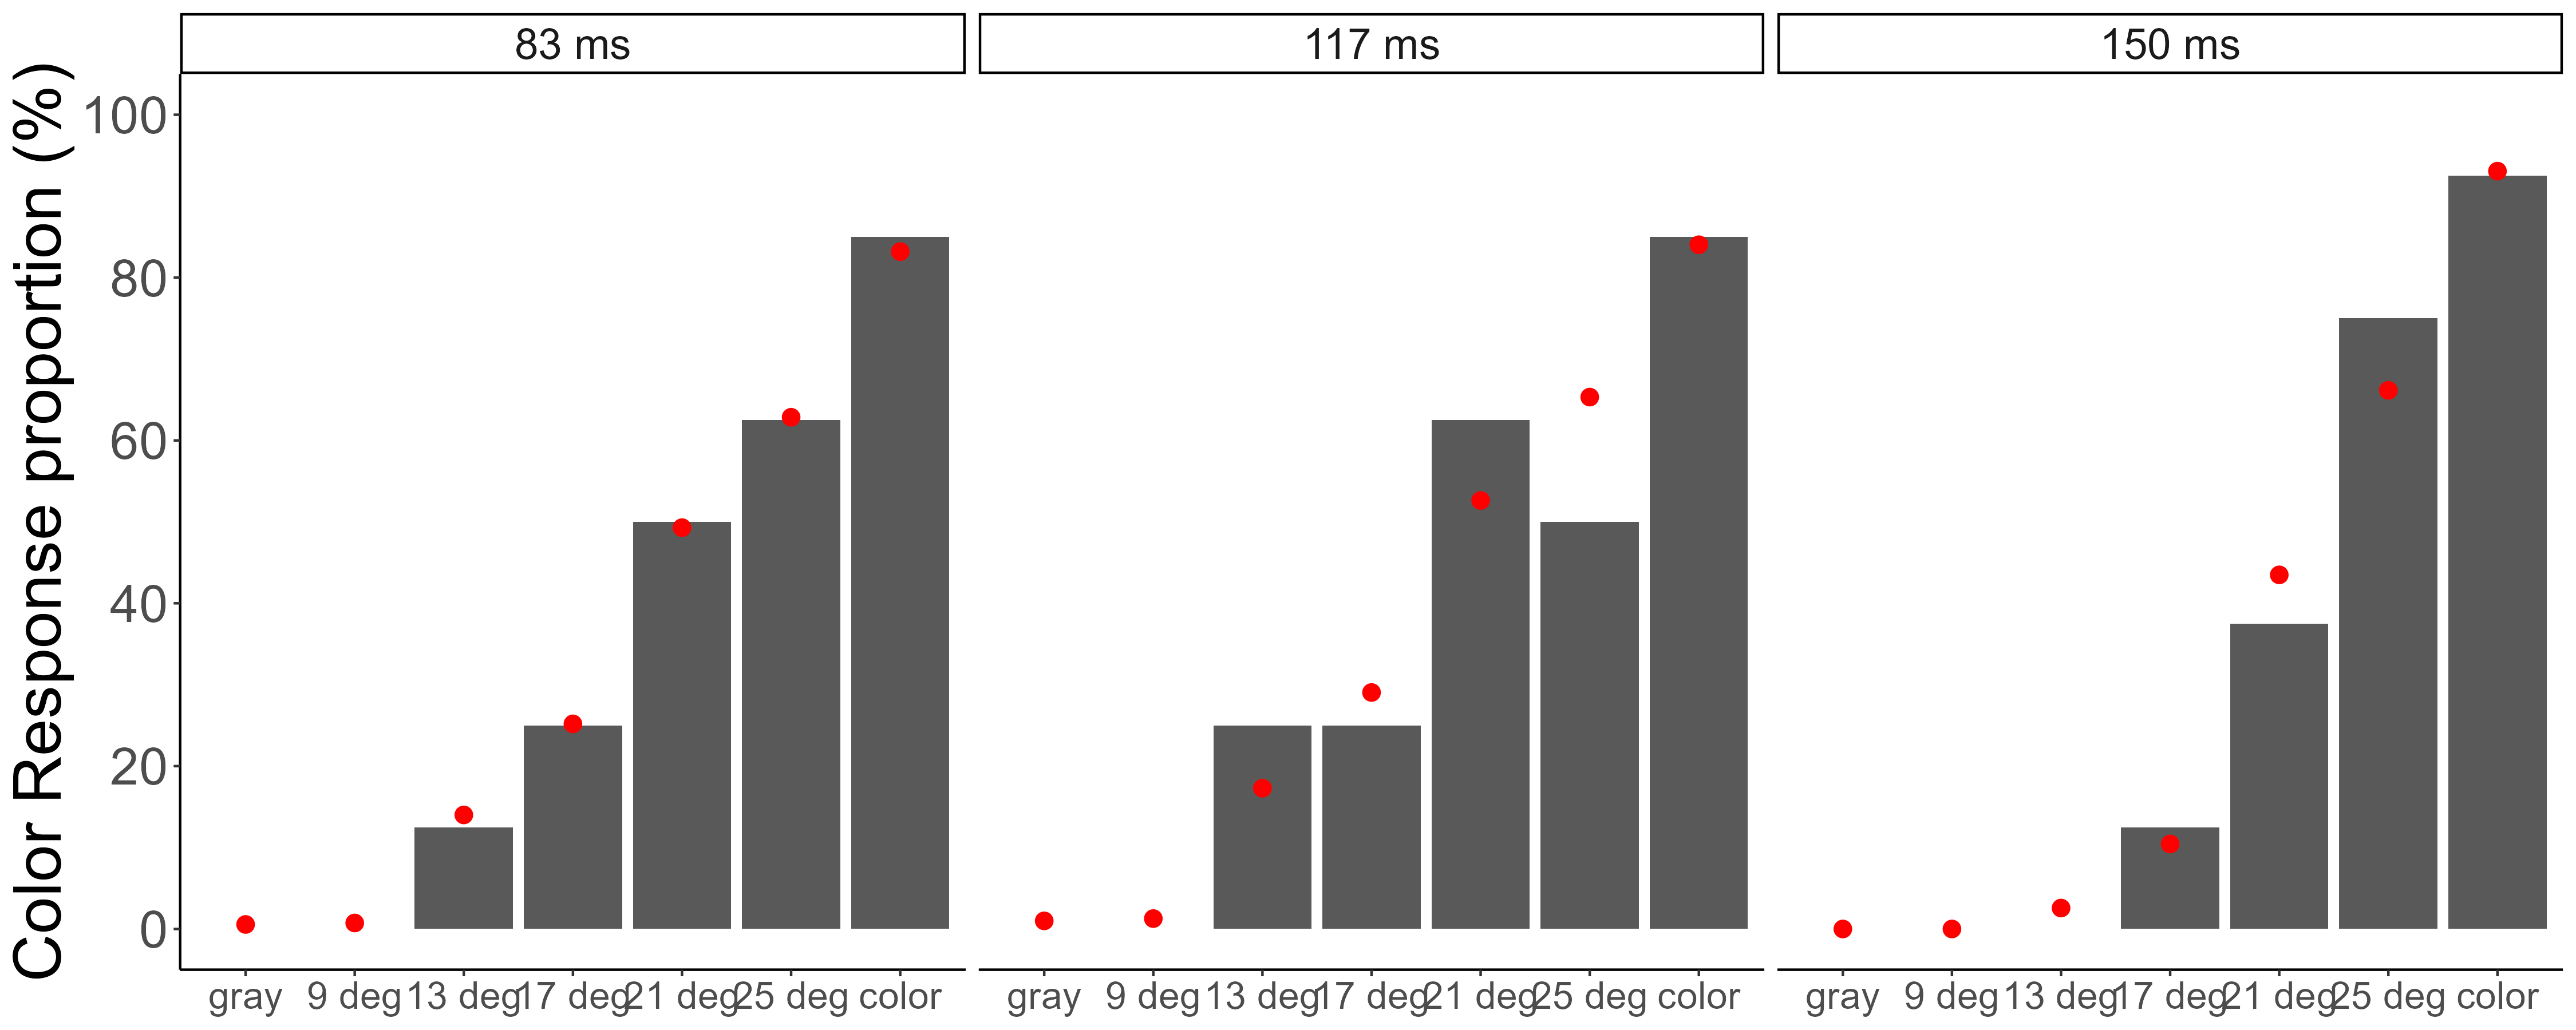 83 ms
117 ms
150 ms
Color Response proportion (%)
100
80
60
40
20
0
gray 9 deg 13 deg 17 deg 21 deg 25 deg color
gray 9 deg 13 deg 17 deg 21 deg 25 deg color
gray 9 deg 13 deg 17 deg 21 deg 25 deg color